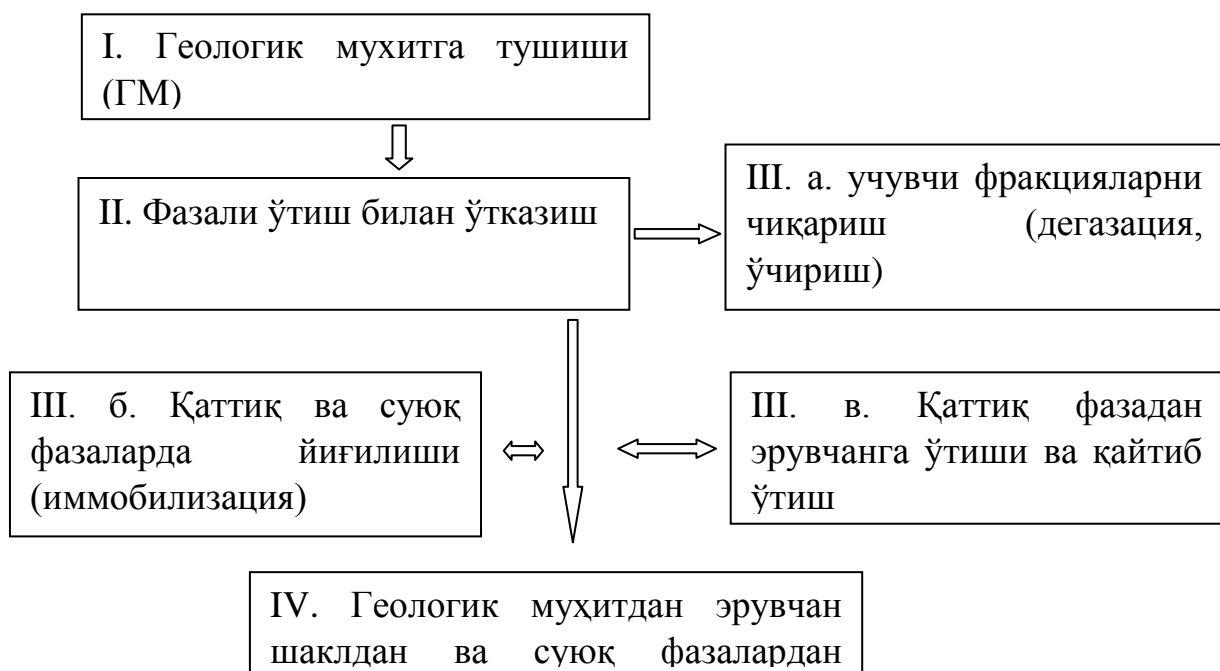 I. Геологик мухитга тушиши
(ГМ)
II. Фазали ўтиш билан ўтказиш
III. а. учувчи фракцияларни
чиқариш (дегазация,
ўчириш)
III. б. Қаттиқ ва суюқ
фазаларда йиғилиши
(иммобилизация)
III. в. Қаттиқ фазадан
эрувчанга ўтиши ва қайтиб
ўтиш
IV. Геологик муҳитдан эрувчан
шаклдан ва суюқ фазалардан